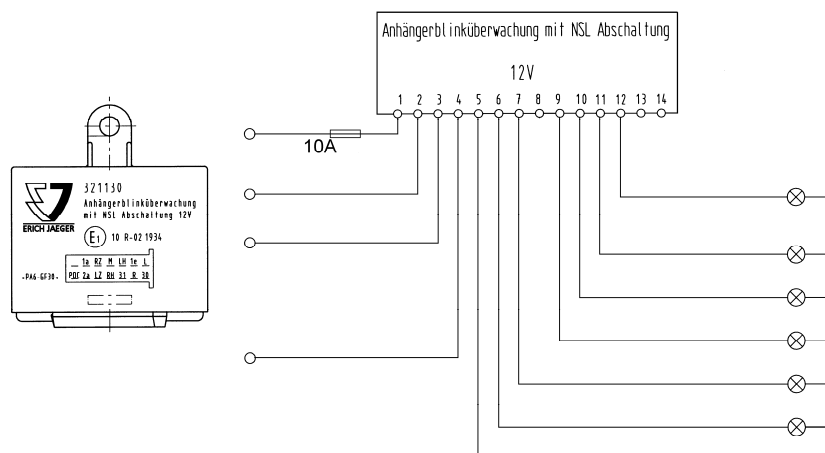 Anhängerblinküberwachung mit NSL Abschaltung
12V
1 2 3 4 5 6 7 8 9 10 11 12 13 14
10A
321130
Anhängerblinküberwachung
mit NSL Abschaltung 12V
ERICH JAEGER
E1 10 R-02 1934
1a RZ M LH 1e L
-PA6-GF30- POC 2a LZ RH 31 R 30